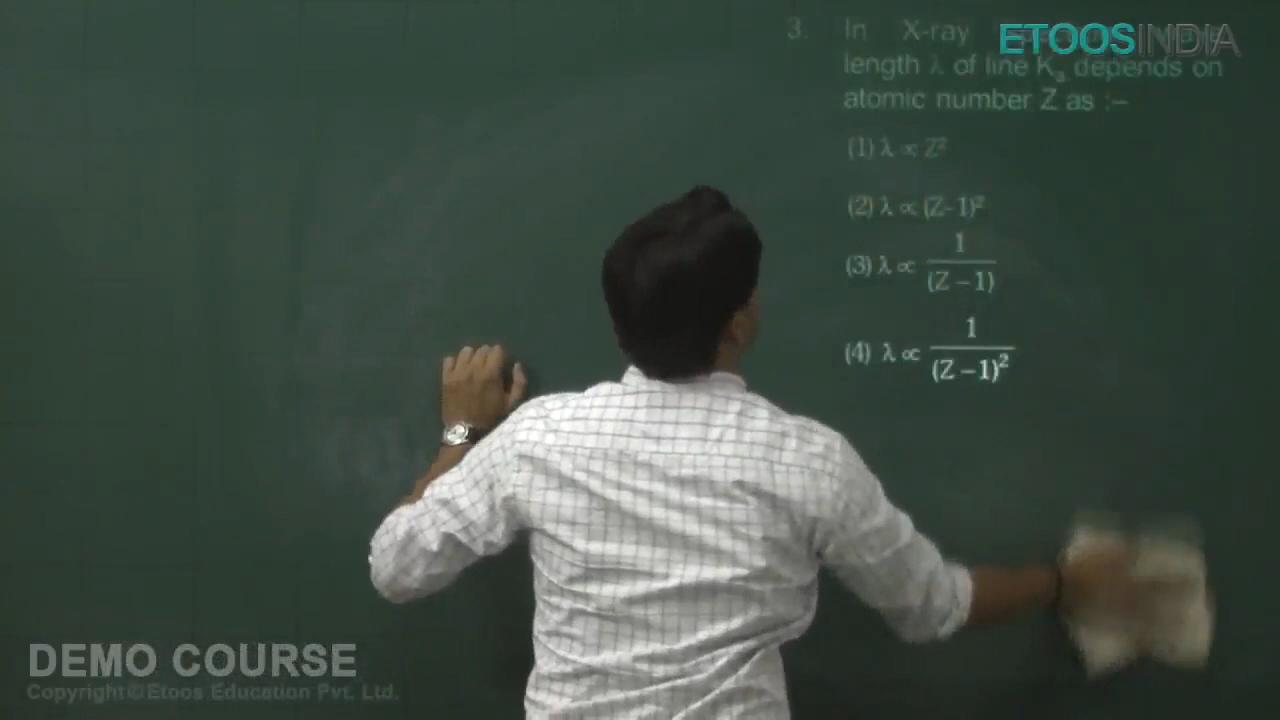 3. In X-ray
ETOOSINDIA
length λ of line Kₐ depends on
atomic number Z as :–
(1) λ ∝ Z²
(2) λ ∝ (Z-1)²
(3) λ ∝ 1/(Z – 1)
(4) λ ∝ 1/(Z – 1)²
DEMO COURSE
Copyright©Etoos Education Pvt. Ltd.